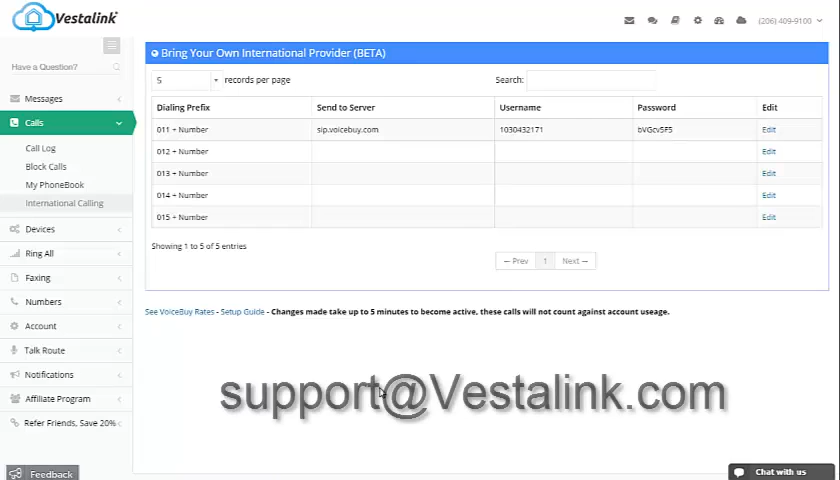 Vestalink
(206) 409-9100
Have a Question?
Messages
Calls
Call Log
Block Calls
My PhoneBook
International Calling
Devices
Ring All
Faxing
Numbers
Account
Talk Route
Notifications
Affiliate Program
Refer Friends, Save 20%
Feedback
Bring Your Own International Provider (BETA)
5 records per page Search:
Dialing Prefix Send to Server Username Password Edit
011 + Number sip.voicebuy.com 1030432171 bVGcv5F5 Edit
012 + Number Edit
013 + Number Edit
014 + Number Edit
015 + Number Edit
Showing 1 to 5 of 5 entries
← Prev 1 Next →
See VoiceBuy Rates - Setup Guide - Changes made take up to 5 minutes to become active, these calls will not count against account useage.
support@Vestalink.com
Chat with us